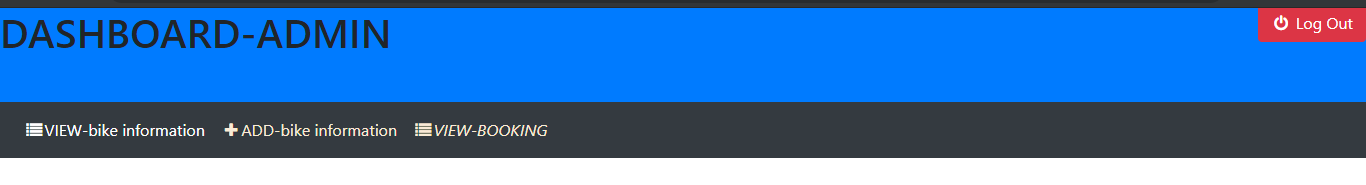 DASHBOARD-ADMIN
Log Out
VIEW-bike information ADD-bike information VIEW-BOOKING